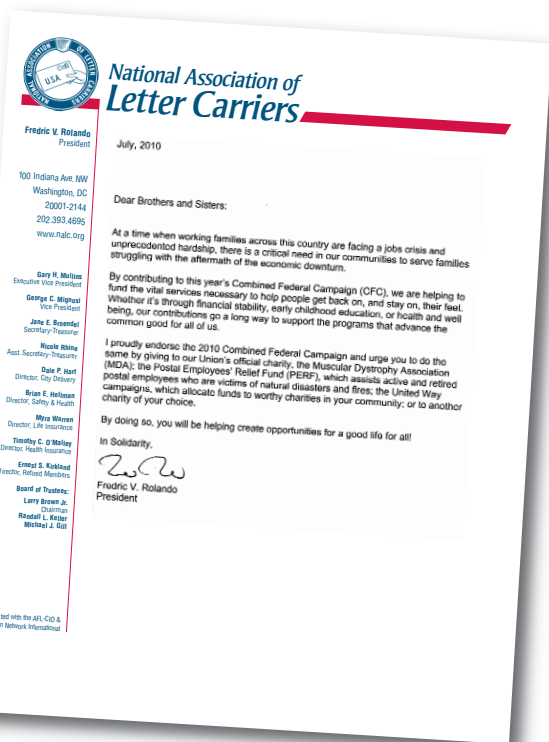 NATIONAL ASSOCIATION OF LETTER CARRIERS
U.S.A.
National Association of
Letter Carriers
Fredric V. Rolando
President
100 Indiana Ave, NW
Washington, DC
20001-2144
202.393.4695
www.nalc.org
Gary H. Mullins
Executive Vice President
George C. Mignosi
Vice President
Jane E. Broendel
Secretary-Treasurer
Nicole Rhine
Asst. Secretary-Treasurer
Dale P. Hart
Director, City Delivery
Brian E. Hellman
Director, Safety & Health
Myra Warren
Director, Life Insurance
Timothy C. O'Malley
Director, Health Insurance
Ernest S. Kirkland
Director, Retired Members
Board of Trustees:
Larry Brown Jr.
Chairman
Randall L. Keller
Michael J. Gill
ted with the AFL-CIO &
n Network International
July, 2010
Dear Brothers and Sisters:
At a time when working families across this country are facing a jobs crisis and
unprecedented hardship, there is a critical need in our communities to serve families
struggling with the aftermath of the economic downturn.
By contributing to this year's Combined Federal Campaign (CFC), we are helping to
fund the vital services necessary to help people get back on, and stay on, their feet.
Whether it's through financial stability, early childhood education, or health and well
being, our contributions go a long way to support the programs that advance the
common good for all of us.
I proudly endorse the 2010 Combined Federal Campaign and urge you to do the
same by giving to our Union's official charity, the Muscular Dystrophy Association
(MDA); the Postal Employees' Relief Fund (PERF), which assists active and retired
postal employees who are victims of natural disasters and fires; the United Way
campaigns, which allocate funds to worthy charities in your community; or to another
charity of your choice.
By doing so, you will be helping create opportunities for a good life for all!
In Solidarity,
Fredric V. Rolando
President